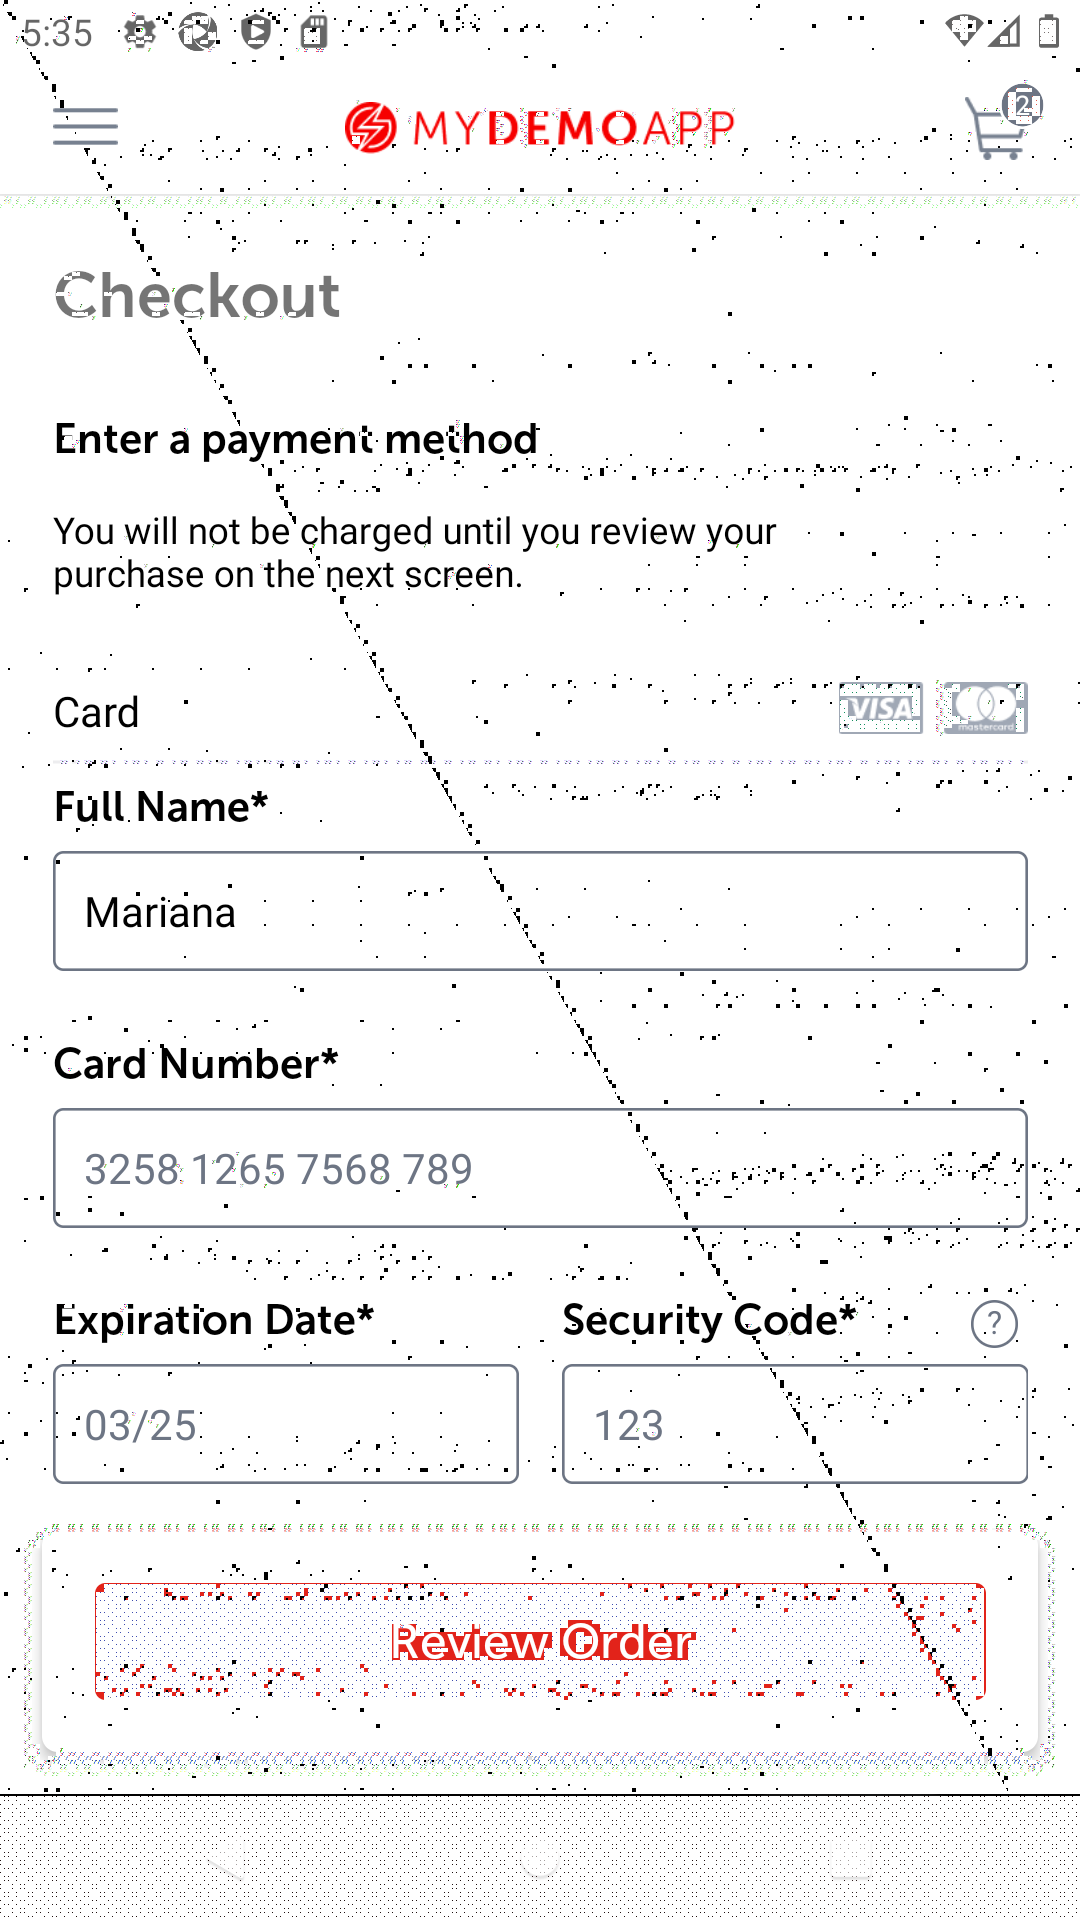 5:35
MYDEMOAPP
2
Checkout
Enter a payment method
You will not be charged until you review your
purchase on the next screen.
Card
VISA
mastercard
Full Name*
Mariana
Card Number*
3258 1265 7568 789
Expiration Date*
Security Code*
?
03/25
123
Review Order